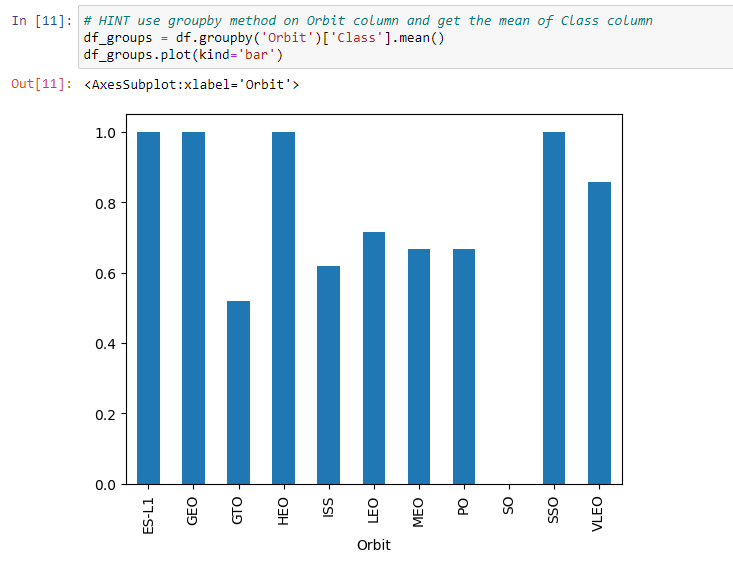 In [11]: # HINT use groupby method on Orbit column and get the mean of Class column
df_groups = df.groupby('Orbit')['Class'].mean()
df_groups.plot(kind='bar')
Out[11]: <AxesSubplot:xlabel='Orbit'>
1.0
0.8
0.6
0.4
0.2
0.0
ES-L1
GEO
GTO
HEO
ISS
LEO
MEO
PO
SO
SSO
VLEO
Orbit